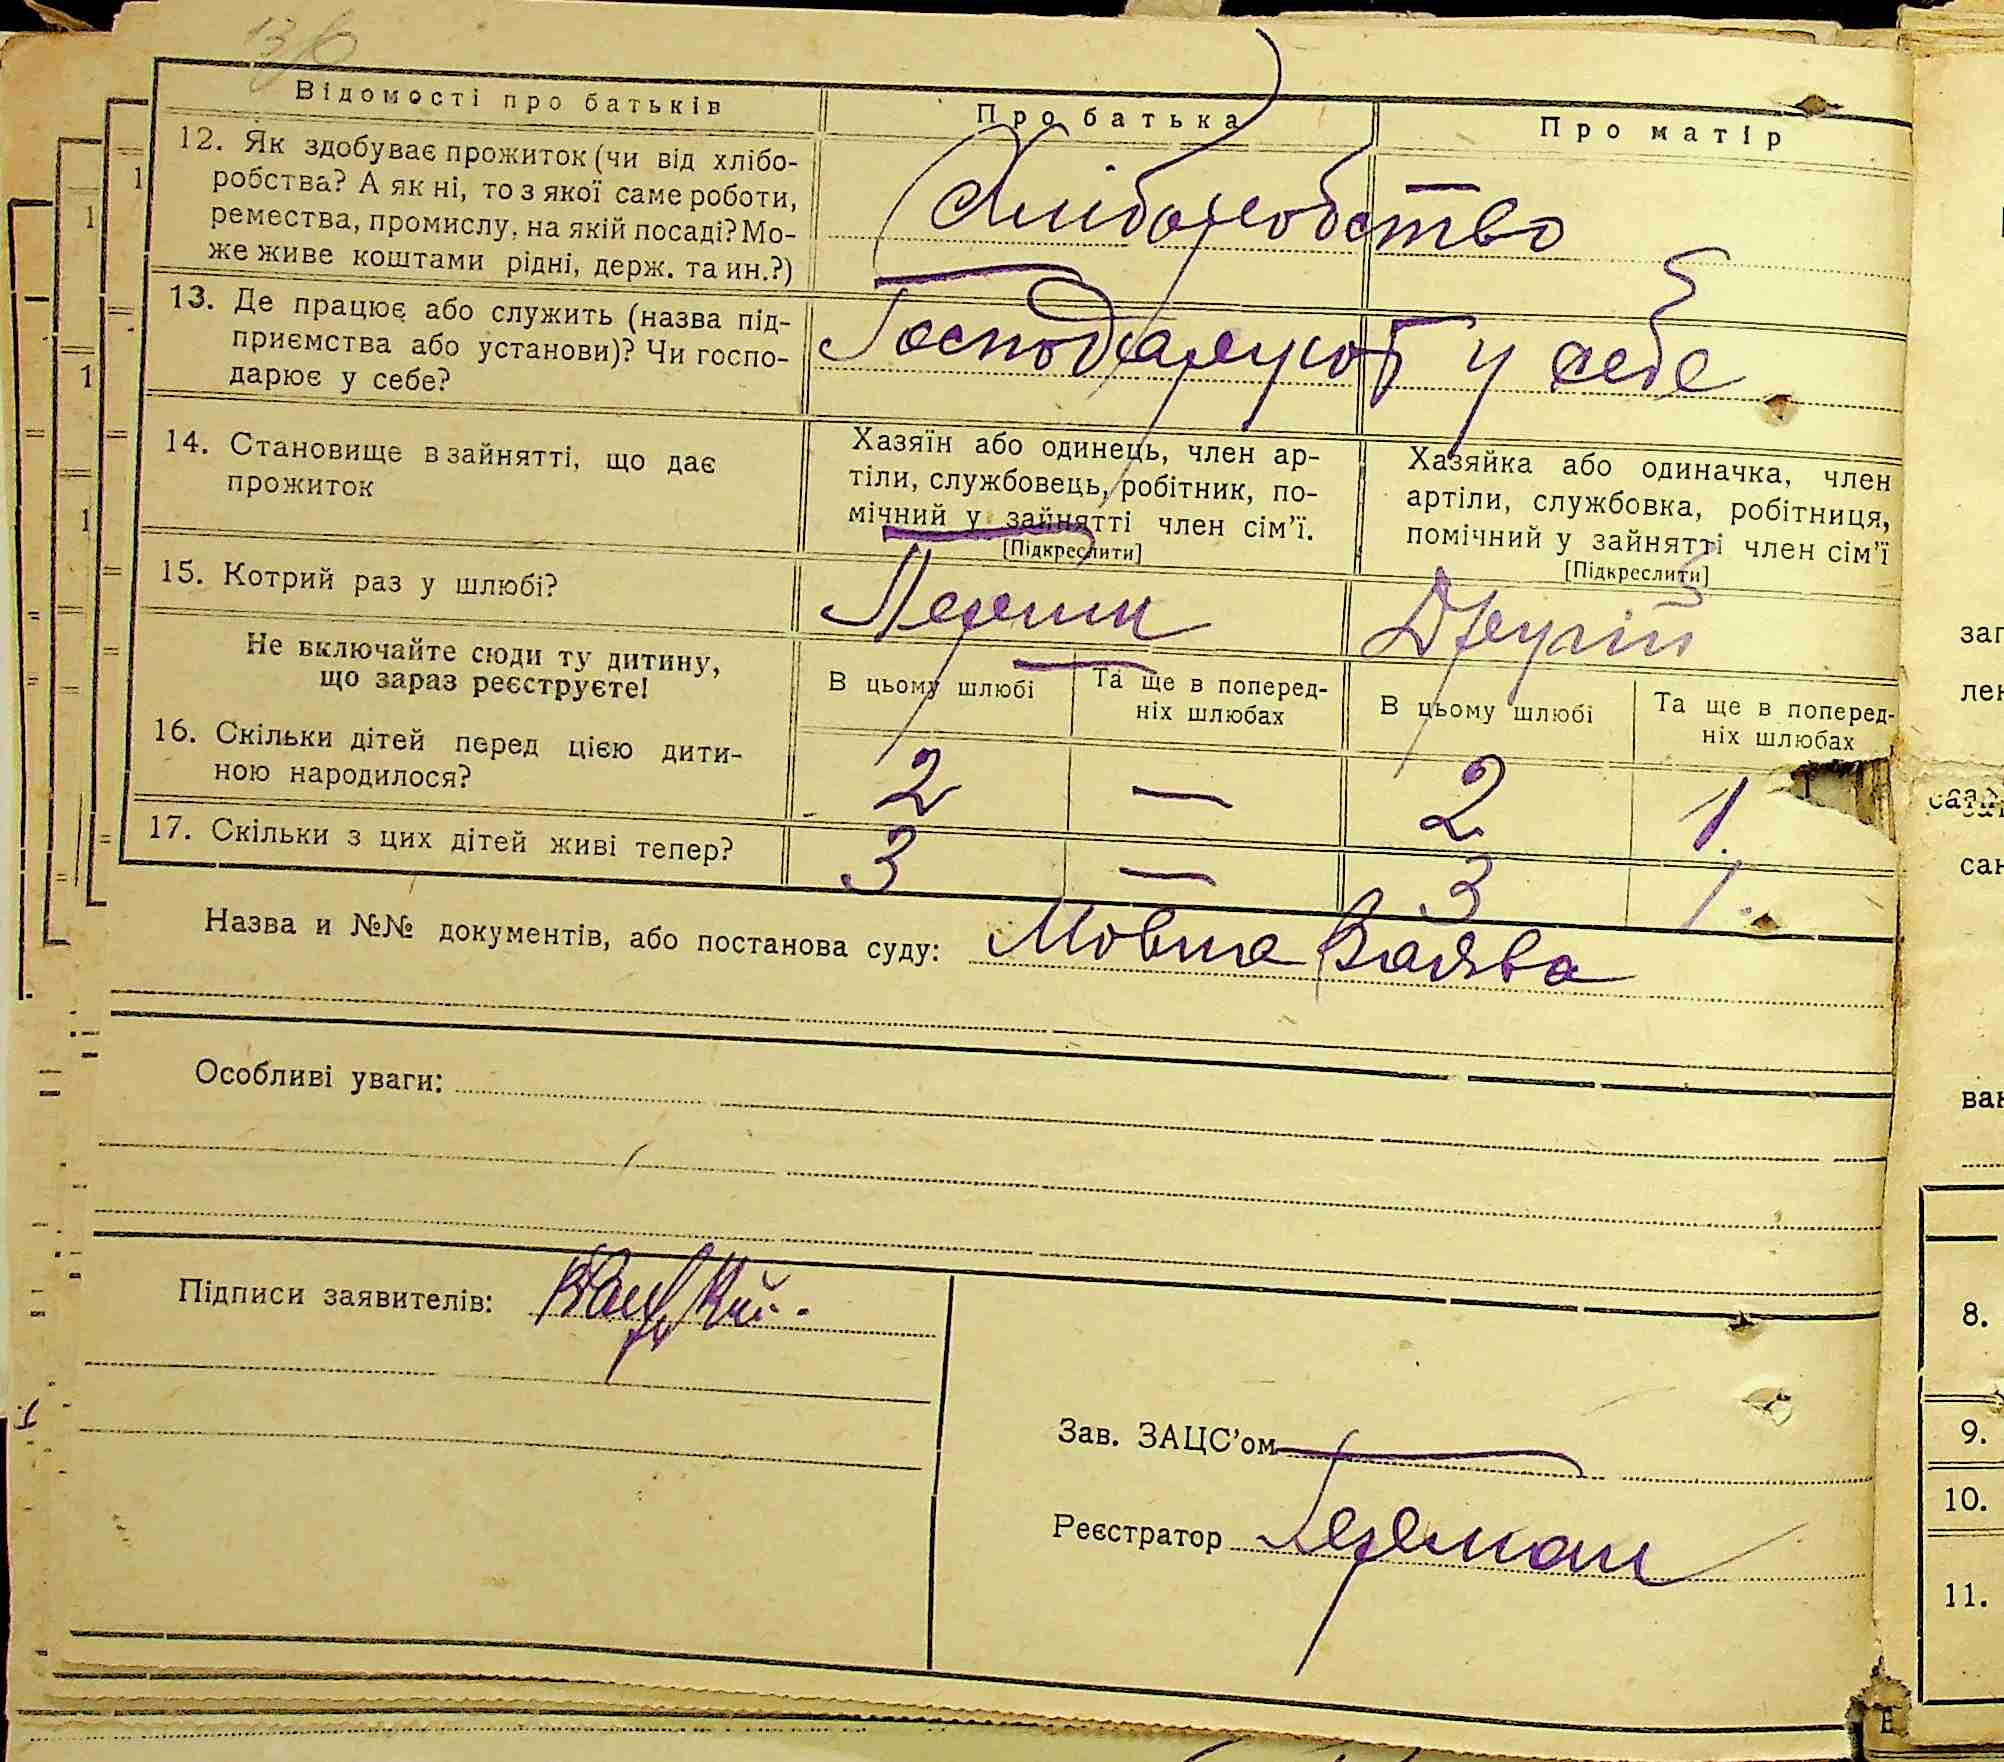 Відомості про батьків
Про батька
Про матір
12. Як здобуває прожиток (чи від хлібо-
робства? А як ні, то з якої саме роботи,
ремества, промислу, на якій посаді? Мо-
же живе коштами рідні, держ. та ин.?)
Хліборобство
13. Де працює або служить (назва під-
приємства або установи)? Чи госпо-
дарює у себе?
Господарюют у себе
14. Становище в зайнятті, що дає
прожиток
Хазяїн або одинець, член ар-
тіли, службовець, робітник, по-
мічний у зайнятті член сім'ї.
[Підкреслити]
Хазяйка або одиначка, член
артіли, службовка, робітниця,
помічний у зайнятті член сім'ї
[Підкреслити]
15. Котрий раз у шлюбі?
Перший
Другій
Не включайте сюди ту дитину,
що зараз реєструєте!
В цьому шлюбі
Та ще в поперед-
ніх шлюбах
В цьому шлюбі
Та ще в поперед-
ніх шлюбах
16. Скільки дітей перед цією дити-
ною народилося?
2 — 2 1
17. Скільки з цих дітей живі тепер?
3 — 3 1.
Назва и №№ документів, або постанова суду: Мовна Заява
Особливі уваги:
Підписи заявителів:
Зав. ЗАЦС'ом
Реєстратор Герман
8.
9.
10.
11.